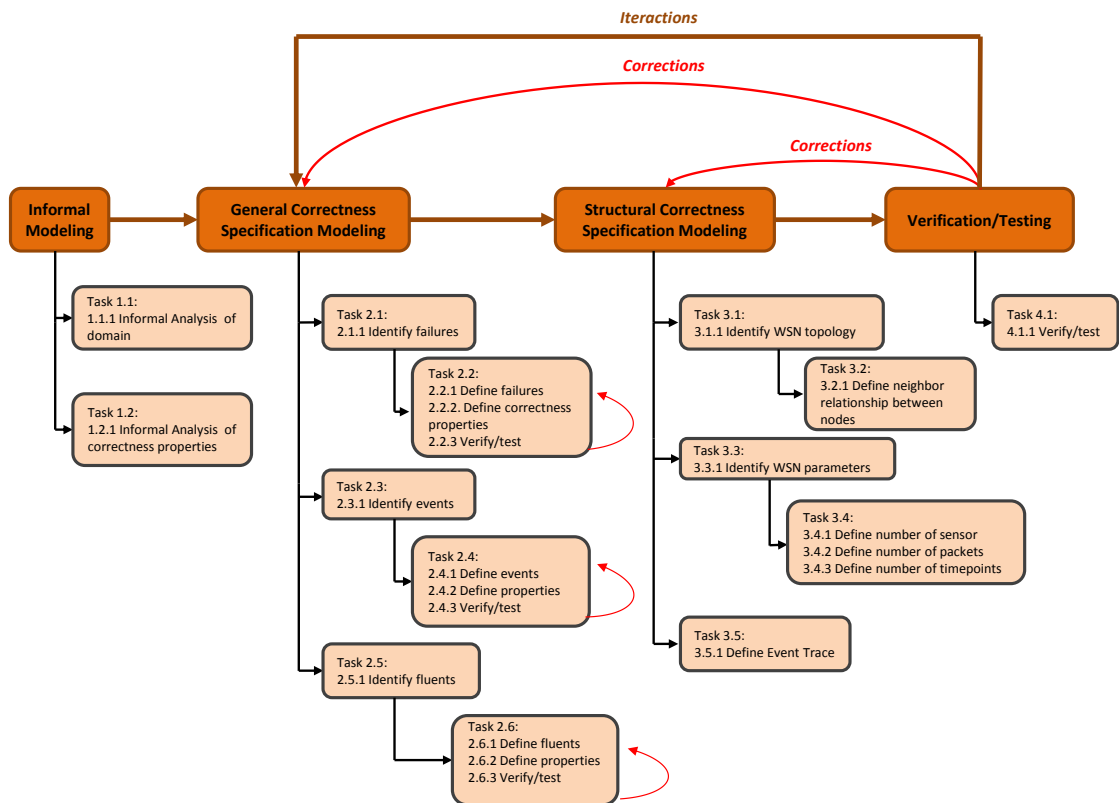 Iteractions
Corrections
Corrections
Informal
Modeling
General Correctness
Specification Modeling
Structural Correctness
Specification Modeling
Verification/Testing
Task 1.1:
1.1.1 Informal Analysis of
domain
Task 1.2:
1.2.1 Informal Analysis of
correctness properties
Task 2.1:
2.1.1 Identify failures
Task 2.2:
2.2.1 Define failures
2.2.2. Define correctness
properties
2.2.3 Verify/test
Task 2.3:
2.3.1 Identify events
Task 2.4:
2.4.1 Define events
2.4.2 Define properties
2.4.3 Verify/test
Task 2.5:
2.5.1 Identify fluents
Task 2.6:
2.6.1 Define fluents
2.6.2 Define properties
2.6.3 Verify/test
Task 3.1:
3.1.1 Identify WSN topology
Task 3.2:
3.2.1 Define neighbor
relationship between
nodes
Task 3.3:
3.3.1 Identify WSN parameters
Task 3.4:
3.4.1 Define number of sensor
3.4.2 Define number of packets
3.4.3 Define number of timepoints
Task 3.5:
3.5.1 Define Event Trace
Task 4.1:
4.1.1 Verify/test